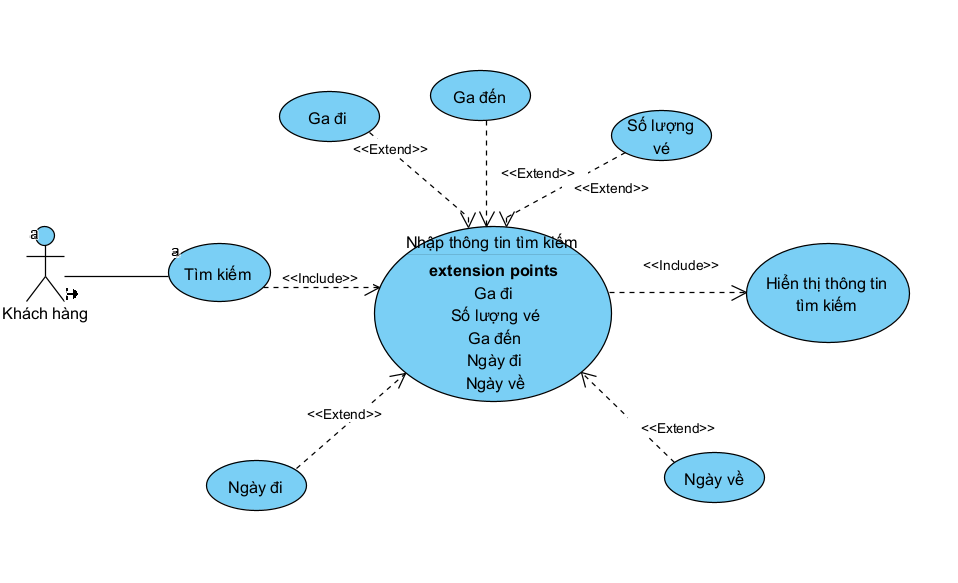 Ga đến
Ga đi
Số lượng
vé
<<Extend>>
<<Extend>>
<<Extend>>
a
a
Nhập thông tin tìm kiếm
Tìm kiếm
<<Include>>
extension points
Ga đi
Số lượng vé
Ga đến
Ngày đi
Ngày về
<<Include>>
Hiển thị thông tin
tìm kiếm
Khách hàng
<<Extend>>
<<Extend>>
Ngày đi
Ngày về